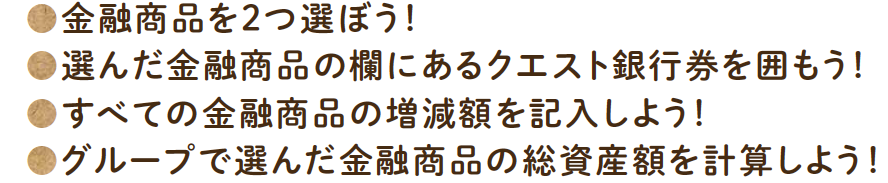 ●金融商品を2つ選ぼう!
●選んだ金融商品の欄にあるクエスト銀行券を囲もう!
●すべての金融商品の増減額を記入しよう!
●グループで選んだ金融商品の総資産額を計算しよう!